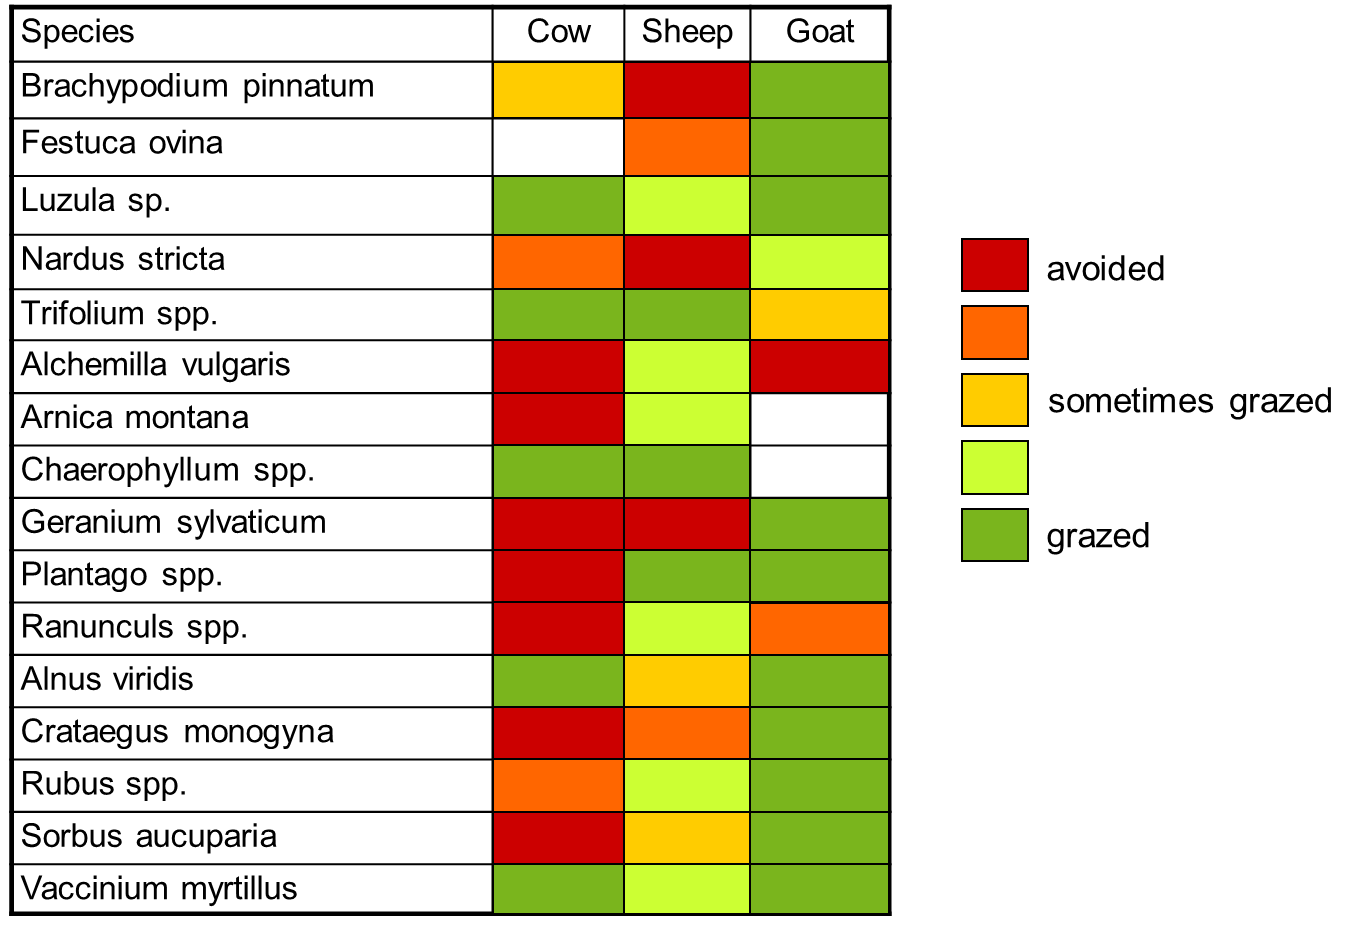 Species Cow Sheep Goat
Brachypodium pinnatum
Festuca ovina
Luzula sp.
Nardus stricta
Trifolium spp.
Alchemilla vulgaris
Arnica montana
Chaerophyllum spp.
Geranium sylvaticum
Plantago spp.
Ranunculs spp.
Alnus viridis
Crataegus monogyna
Rubus spp.
Sorbus aucuparia
Vaccinium myrtillus
avoided
sometimes grazed
grazed